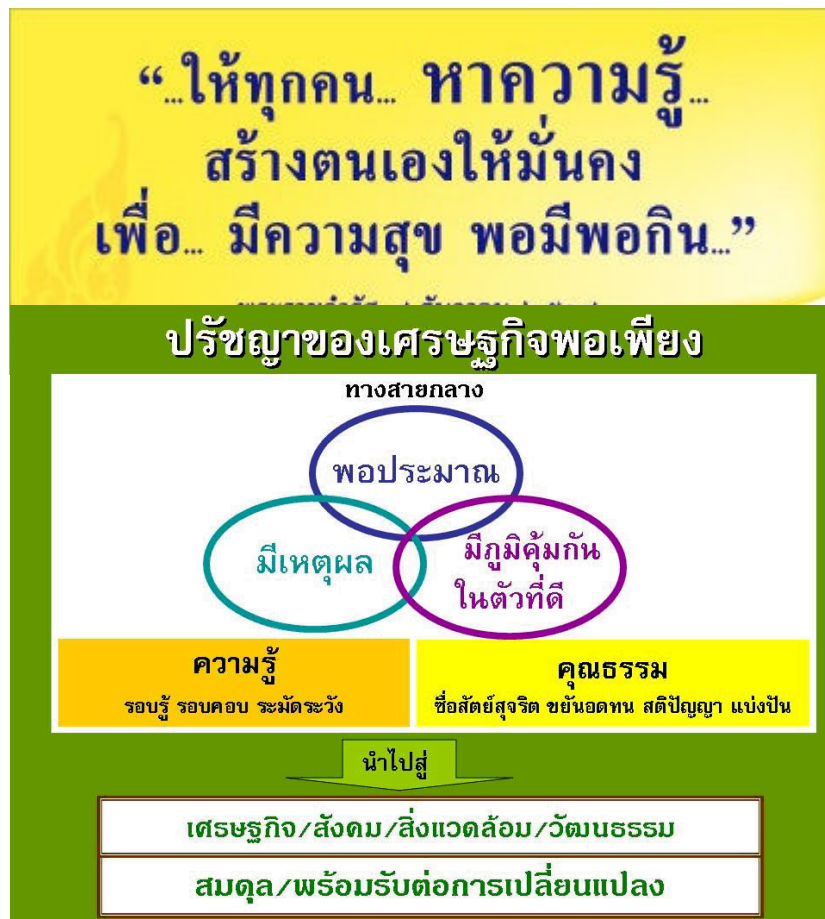 “...ให้ทุกคน... หาความรู้...
สร้างตนเองให้มั่นคง
เพื่อ... มีความสุข พอมีพอกิน...”
ปรัชญาของเศรษฐกิจพอเพียง
ทางสายกลาง
พอประมาณ
มีเหตุผล
มีภูมิคุ้มกัน
ในตัวที่ดี
ความรู้
รอบรู้ รอบคอบ ระมัดระวัง
คุณธรรม
ซื่อสัตย์สุจริต ขยันอดทน สติปัญญา แบ่งปัน
นำไปสู่
เศรษฐกิจ/สังคม/สิ่งแวดล้อม/วัฒนธรรม
สมดุล/พร้อมรับต่อการเปลี่ยนแปลง